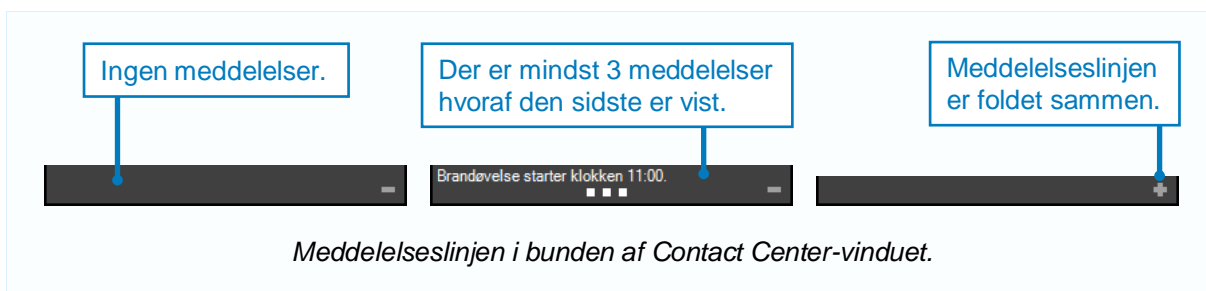 Ingen meddelelser.
Der er mindst 3 meddelelser
hvoraf den sidste er vist.
Meddelelseslinjen
er foldet sammen.
Brandøvelse starter klokken 11:00.
Meddelelseslinjen i bunden af Contact Center-vinduet.